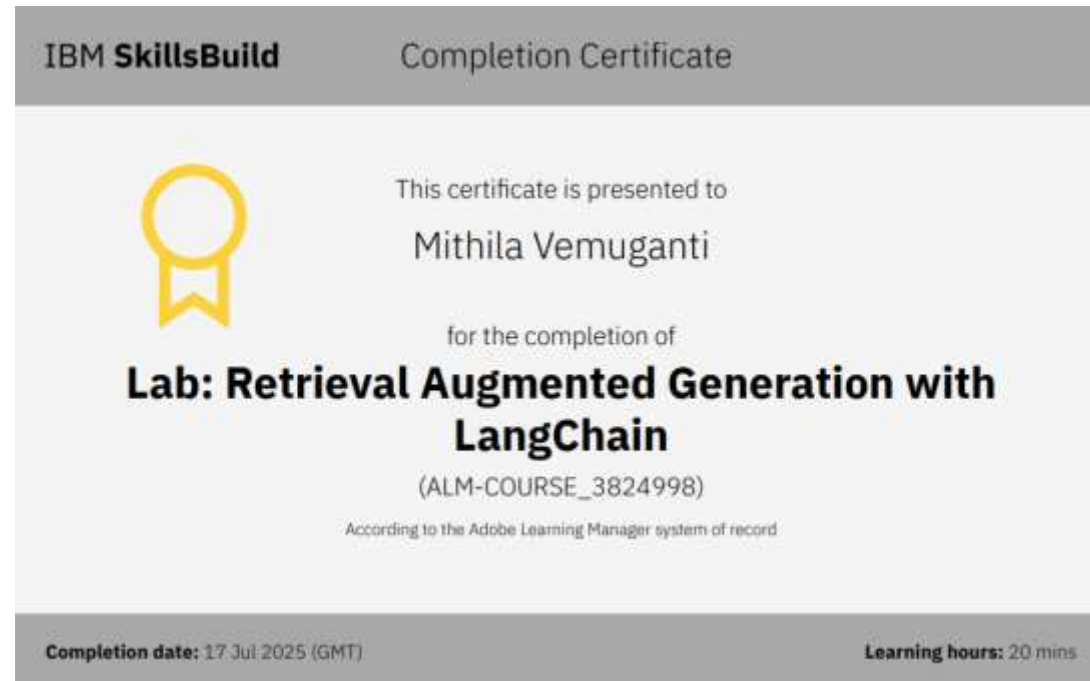 IBM SkillsBuild
Completion Certificate
This certificate is presented to
Mithila Vemuganti
for the completion of
Lab: Retrieval Augmented Generation with
LangChain
(ALM-COURSE_3824998)
According to the Adobe Learning Manager system of record
Completion date: 17 Jul 2025 (GMT)
Learning hours: 20 mins